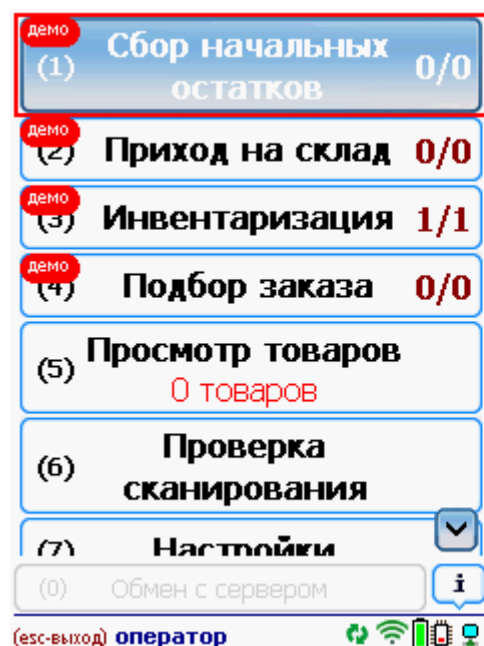 демо
(1) Сбор начальных остатков 0/0
демо
(2) Приход на склад 0/0
демо
(3) Инвентаризация 1/1
демо
(4) Подбор заказа 0/0
(5) Просмотр товаров
0 товаров
(6) Проверка
сканирования
(7) Настройки
(0) Обмен с сервером i
(esc-выход) оператор